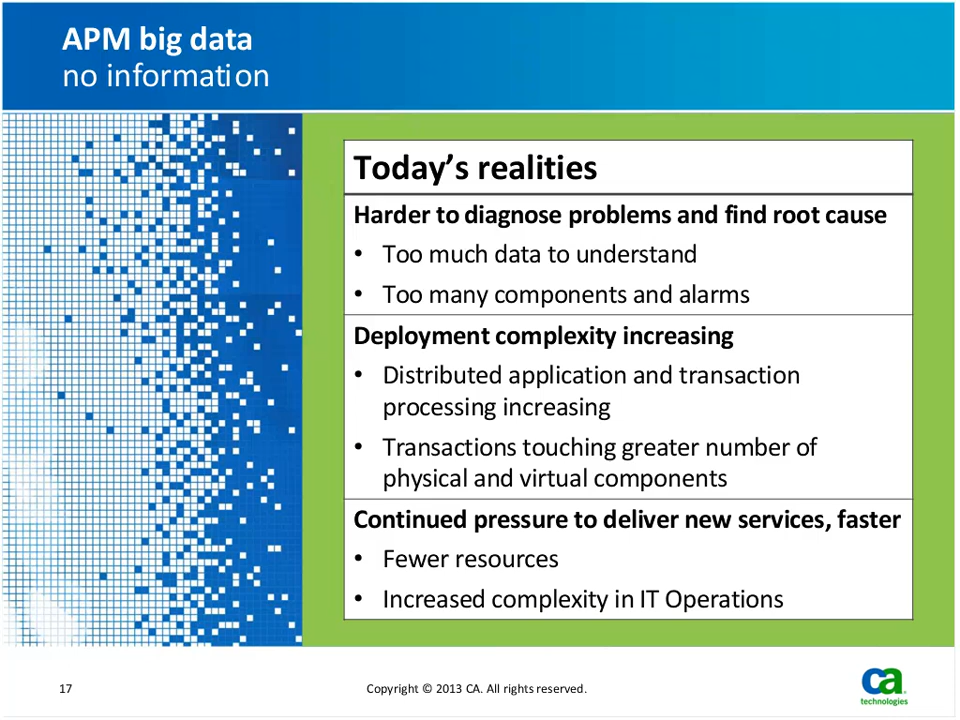 APM big data
no information
Today’s realities
Harder to diagnose problems and find root cause
• Too much data to understand
• Too many components and alarms
Deployment complexity increasing
• Distributed application and transaction
processing increasing
• Transactions touching greater number of
physical and virtual components
Continued pressure to deliver new services, faster
• Fewer resources
• Increased complexity in IT Operations
17
Copyright © 2013 CA. All rights reserved.
ca
technologies